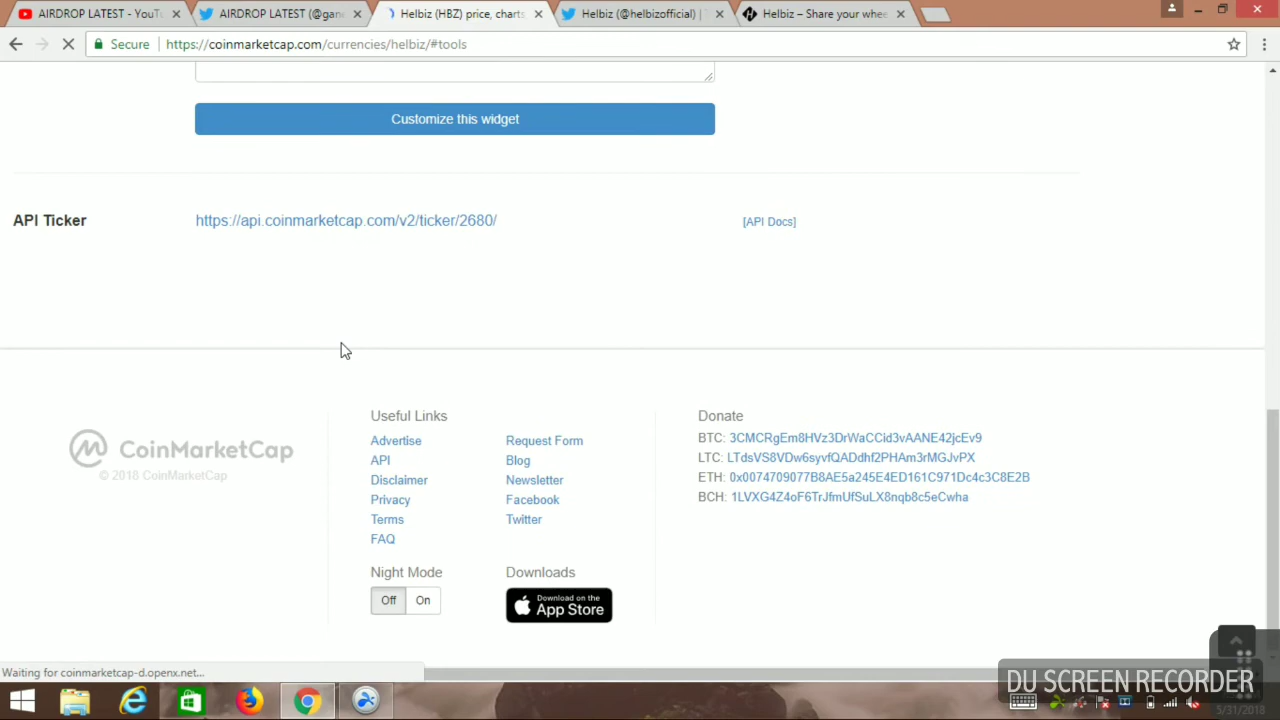 AIRDROP LATEST - YouTu
AIRDROP LATEST (@gan
Helbiz (HBZ) price, charts
Helbiz (@helbizofficial) | T
Helbiz – Share your whee
Secure
https://coinmarketcap.com/currencies/helbiz/#tools
Customize this widget
API Ticker
https://api.coinmarketcap.com/v2/ticker/2680/
[API Docs]
CoinMarketCap
© 2018 CoinMarketCap
Useful Links
Advertise
Request Form
API
Blog
Disclaimer
Newsletter
Privacy
Facebook
Terms
Twitter
FAQ
Night Mode
Off
On
Downloads
Download on the
App Store
Donate
BTC: 3CMCRgEm8HVz3DrWaCCid3vAANE42jcEv9
LTC: LTdsVS8VDw6syvfQADdhf2PHAm3rMGJvPX
ETH: 0x0074709077B8AE5a245E4ED161C971Dc4c3C8E2B
BCH: 1LVXG4Z4oF6TrJfmUfSuLX8nqb8c5eCwha
Waiting for coinmarketcap-d.openx.net...
DU SCREEN RECORDER
5/31/2018